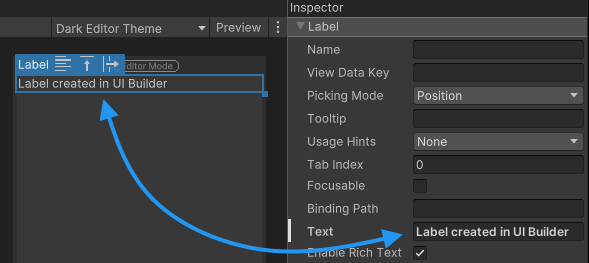 Inspector
Dark Editor Theme
Preview
Label
Label
ditor Mode
Label created in UI Builder
Name
View Data Key
Picking Mode Position
Tooltip
Usage Hints None
Tab Index 0
Focusable
Binding Path
Text Label created in UI Builder
Enable Rich Text